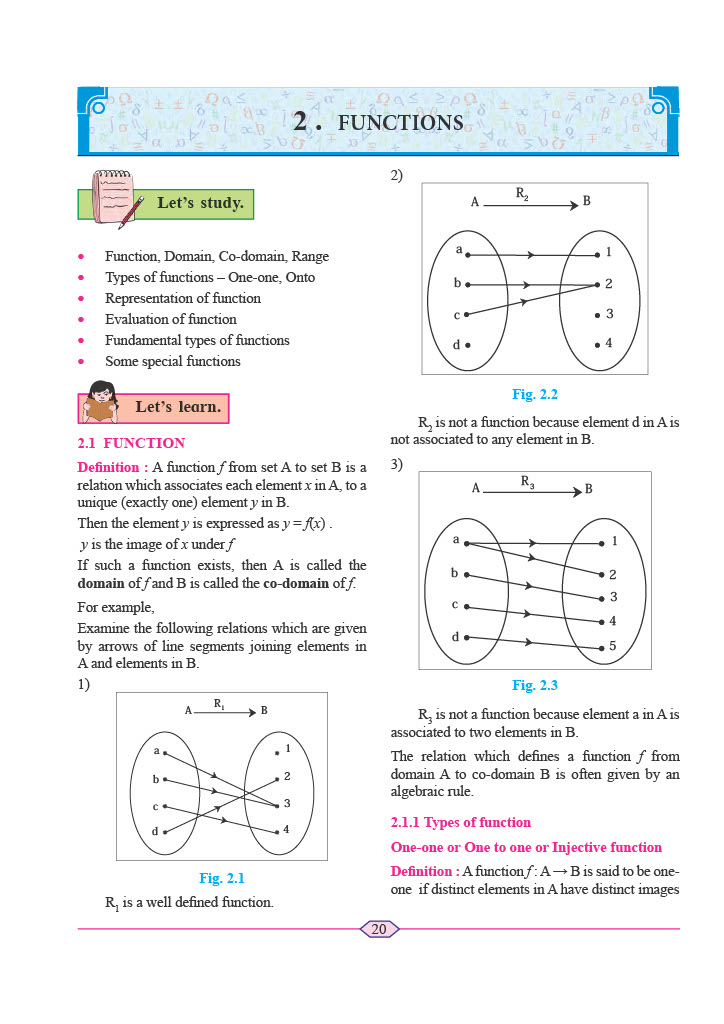 2 . FUNCTIONS
Let's study.
• Function, Domain, Co-domain, Range
• Types of functions – One-one, Onto
• Representation of function
• Evaluation of function
• Fundamental types of functions
• Some special functions
Let's learn.
2.1 FUNCTION
Definition : A function f from set A to set B is a
relation which associates each element x in A, to a
unique (exactly one) element y in B.
Then the element y is expressed as y = f(x) .
y is the image of x under f
If such a function exists, then A is called the
domain of f and B is called the co-domain of f.
For example,
Examine the following relations which are given
by arrows of line segments joining elements in
A and elements in B.
1)
A R₁ B
a 1
b 2
c 3
d 4
Fig. 2.1
R₁ is a well defined function.
2)
A R₂ B
a 1
b 2
c 3
d 4
Fig. 2.2
R₂ is not a function because element d in A is
not associated to any element in B.
3)
A R₃ B
a 1
b 2
c 3
d 4
5
Fig. 2.3
R₃ is not a function because element a in A is
associated to two elements in B.
The relation which defines a function f from
domain A to co-domain B is often given by an
algebraic rule.
2.1.1 Types of function
One-one or One to one or Injective function
Definition : A function f : A → B is said to be one-
one if distinct elements in A have distinct images
20